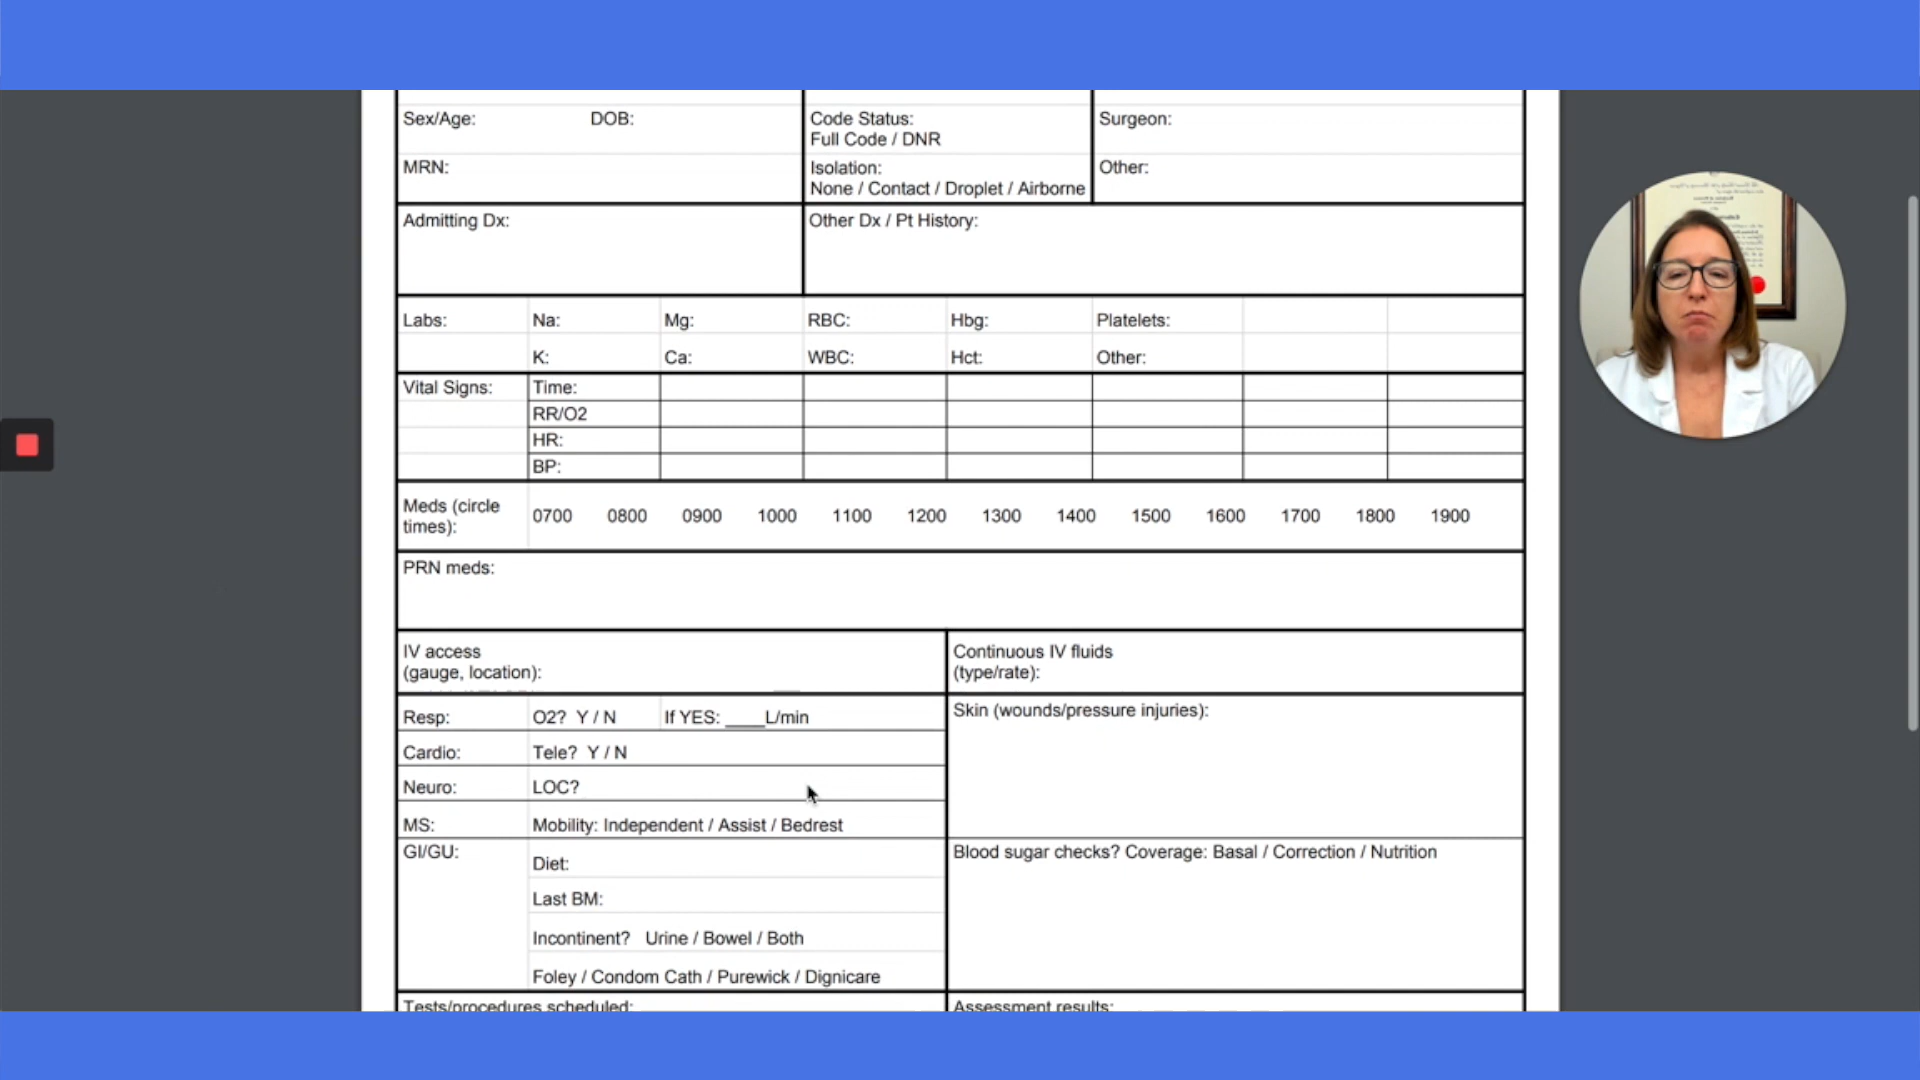 Sex/Age: DOB: Code Status: Surgeon:
Full Code / DNR
MRN: Isolation: Other:
None / Contact / Droplet / Airborne
Admitting Dx: Other Dx / Pt History:
Labs: Na: Mg: RBC: Hbg: Platelets:
K: Ca: WBC: Hct: Other:
Vital Signs: Time:
RR/O2
HR:
BP:
Meds (circle times): 0700 0800 0900 1000 1100 1200 1300 1400 1500 1600 1700 1800 1900
PRN meds:
IV access
(gauge, location):
Continuous IV fluids
(type/rate):
Resp: O2? Y / N If YES: ____L/min
Cardio: Tele? Y / N
Neuro: LOC?
MS: Mobility: Independent / Assist / Bedrest
Skin (wounds/pressure injuries):
GI/GU:
Diet:
Last BM:
Incontinent? Urine / Bowel / Both
Foley / Condom Cath / Purewick / Dignicare
Blood sugar checks? Coverage: Basal / Correction / Nutrition
Tests/procedures scheduled: Assessment results: